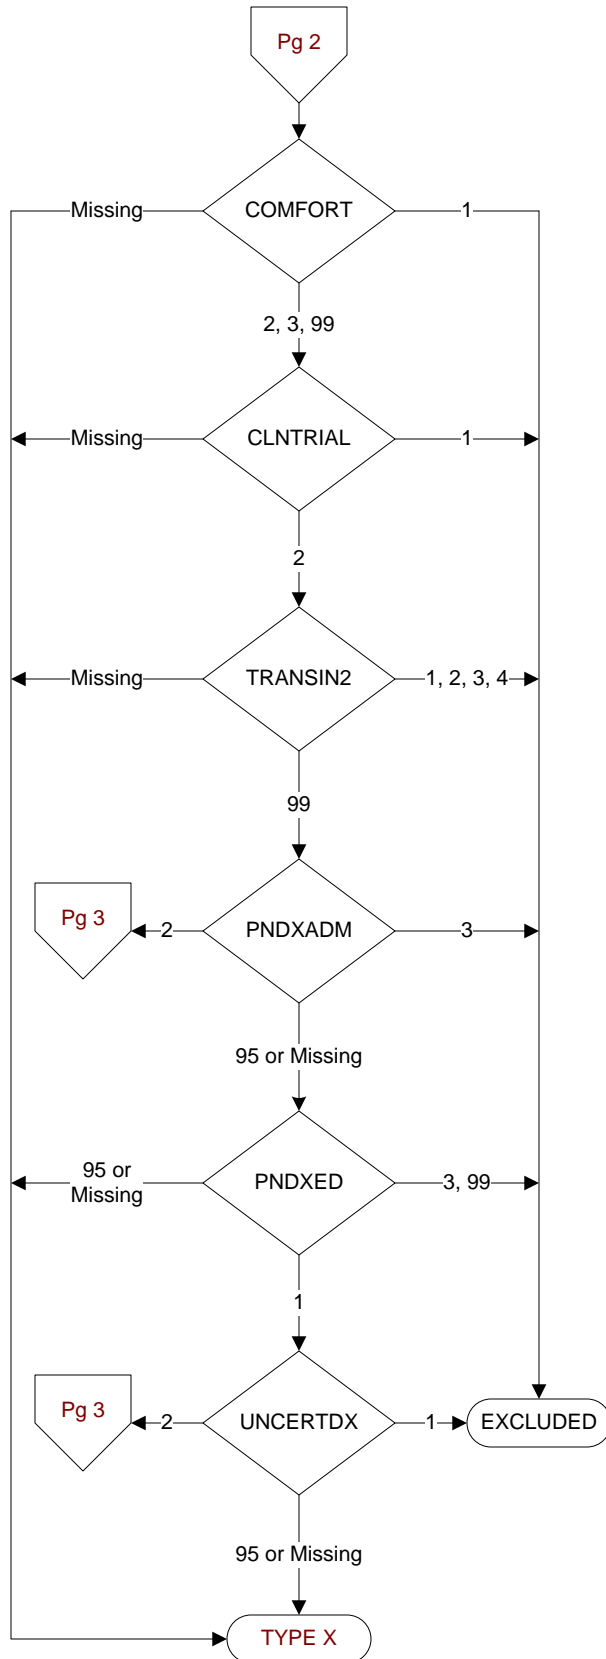 Pg 2
COMFORT
Missing
1
2, 3, 99
CLNTRIAL
Missing
1
2
TRANSIN2
Missing
1, 2, 3, 4
99
Pg 3
2
PNDXADM
3
95 or Missing
95 or
Missing
PNDXED
3, 99
1
Pg 3
2
UNCERTDX
1
EXCLUDED
95 or Missing
TYPE X